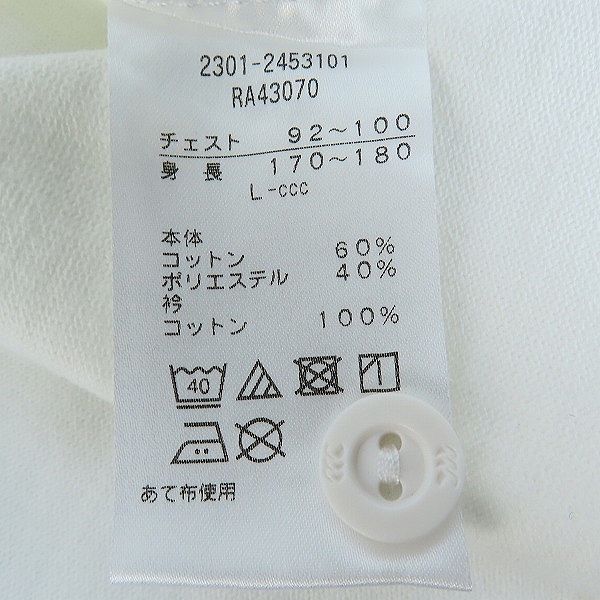 2301-2453101
RA43070
チェスト 92～100
身長 170～180
L-ccc
本体
コットン 60%
ポリエステル 40%
衿
コットン 100%
40
あて布使用